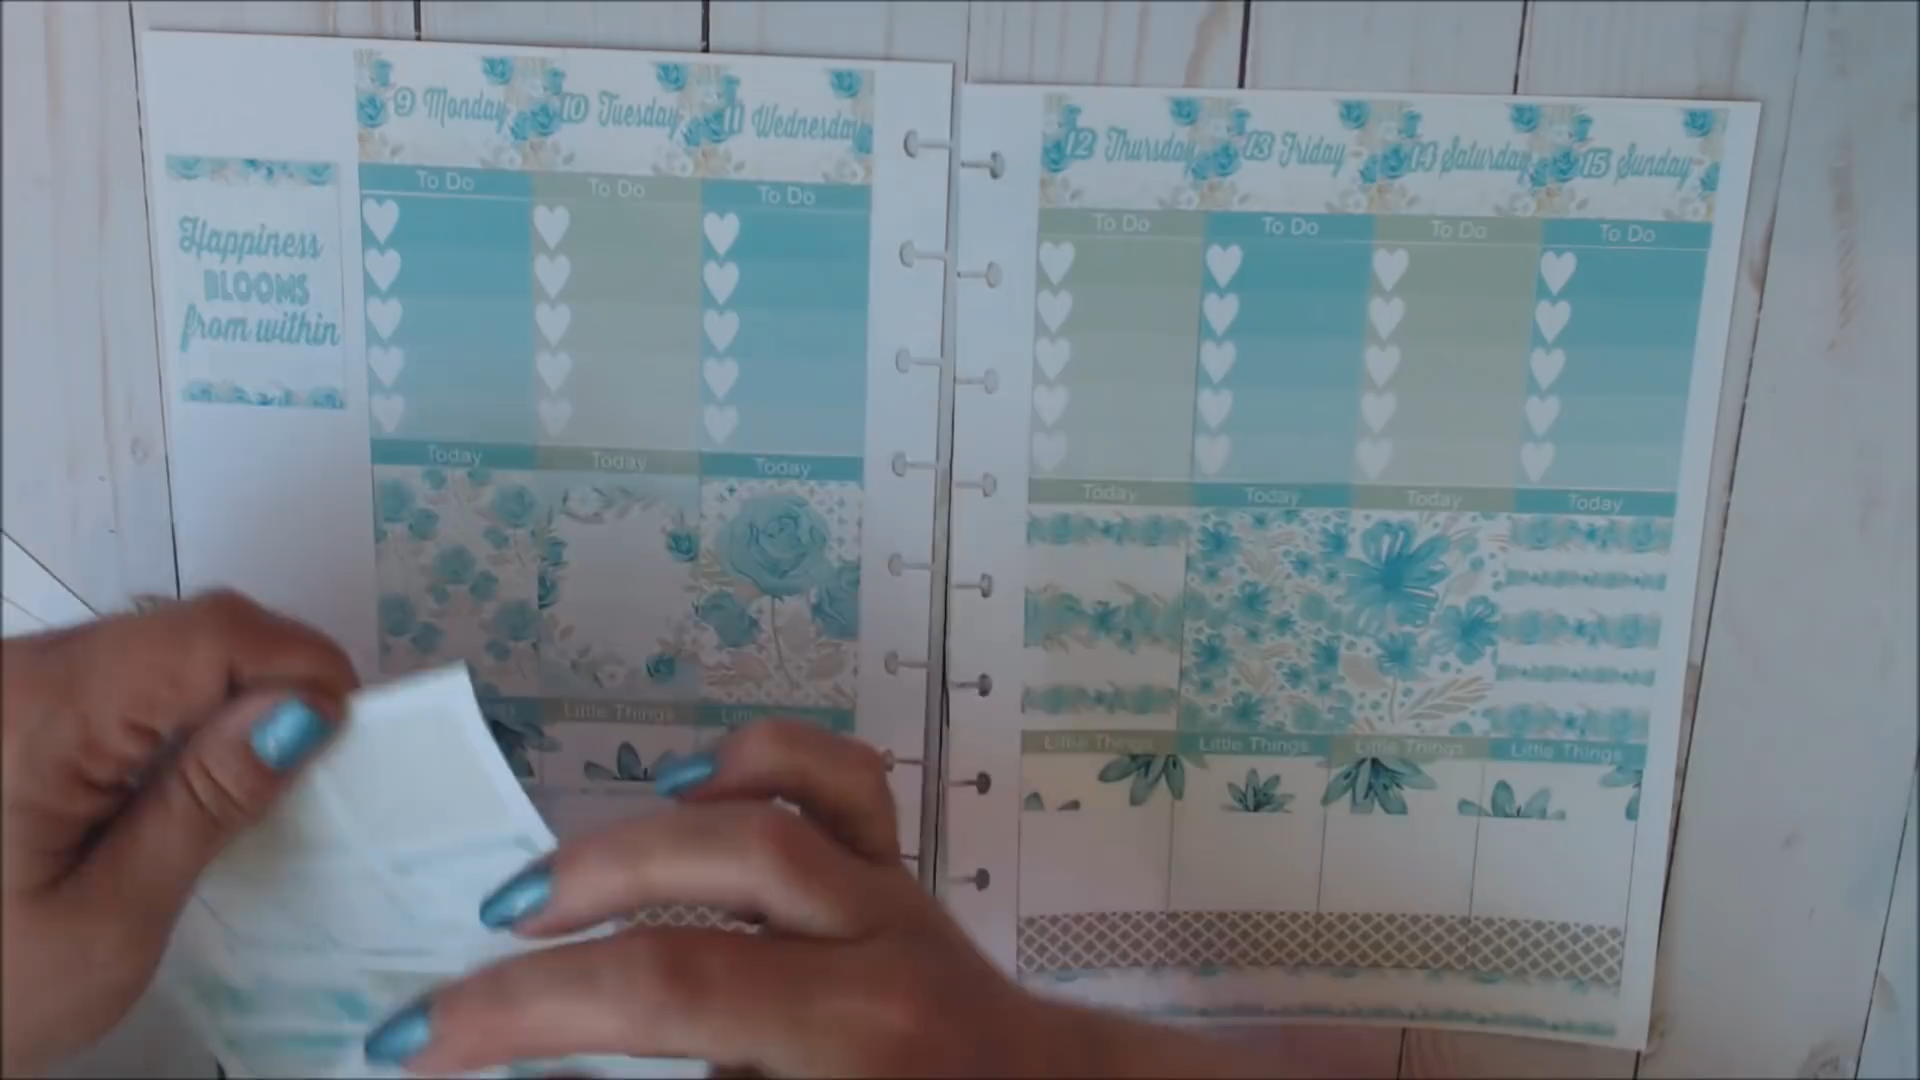 9 Monday 10 Tuesday 11 Wednesday
To Do To Do To Do
Happiness
BLOOMS
from within
Today Today Today
Little Things Little Things
12 Thursday 13 Friday 14 Saturday 15 Sunday
To Do To Do To Do To Do
Today Today Today Today
Little Things Little Things Little Things Little Things